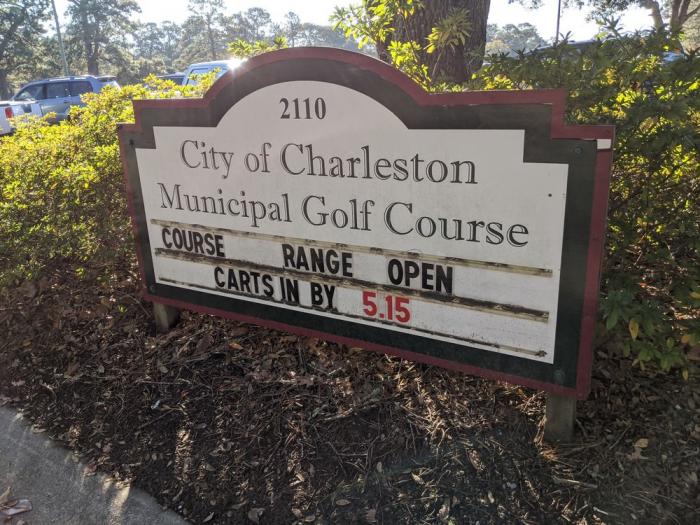 2110
City of Charleston
Municipal Golf Course
COURSE RANGE OPEN
CARTS IN BY 5.15